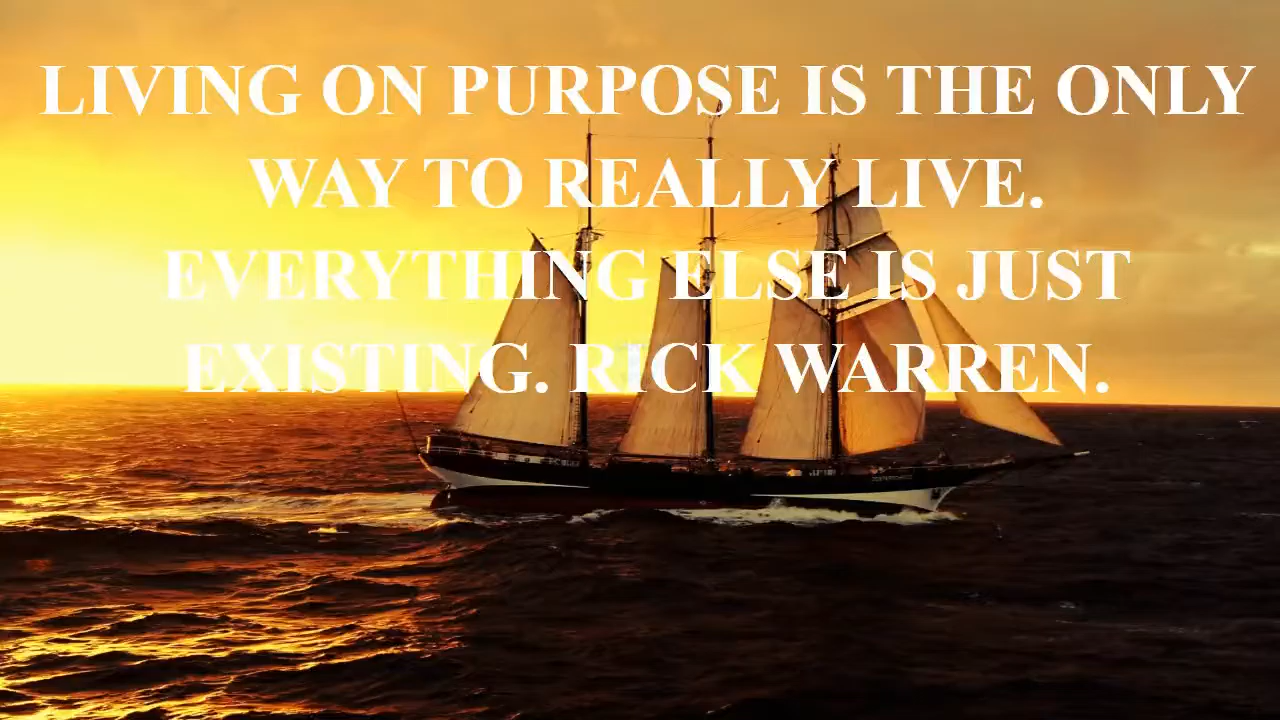 LIVING ON PURPOSE IS THE ONLY
WAY TO REALLY LIVE.
EVERYTHING ELSE IS JUST
EXISTING. RICK WARREN.